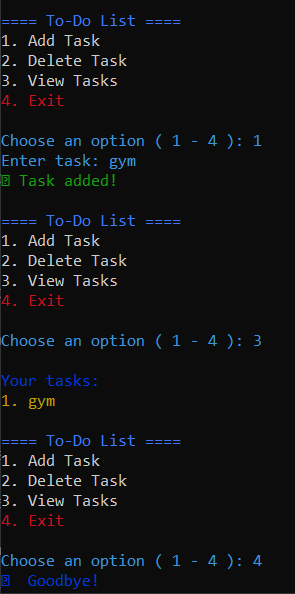 ==== To-Do List ====
1. Add Task
2. Delete Task
3. View Tasks
4. Exit
Choose an option ( 1 - 4 ): 1
Enter task: gym
Task added!
==== To-Do List ====
1. Add Task
2. Delete Task
3. View Tasks
4. Exit
Choose an option ( 1 - 4 ): 3
Your tasks:
1. gym
==== To-Do List ====
1. Add Task
2. Delete Task
3. View Tasks
4. Exit
Choose an option ( 1 - 4 ): 4
Goodbye!